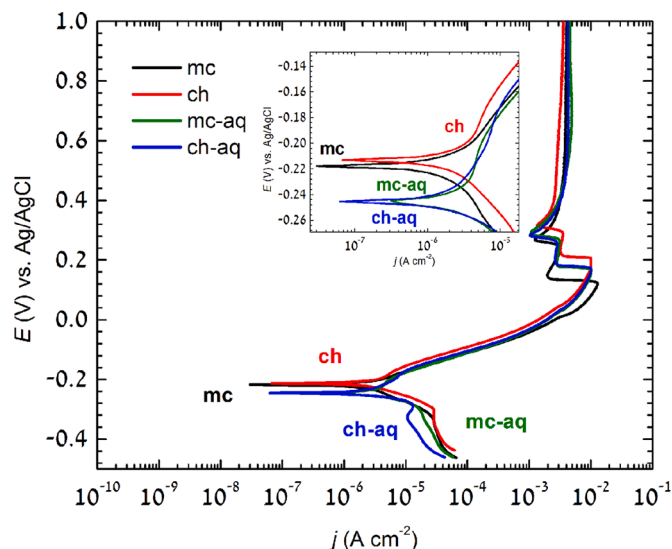 1.0
0.8
0.6
0.4
0.2
0.0
-0.2
-0.4
E (V) vs. Ag/AgCl
mc
ch
mc-aq
ch-aq
-0.14
-0.16
-0.18
-0.20
-0.22
-0.24
-0.26
E (V) vs. Ag/AgCl
ch
mc
mc-aq
ch-aq
10⁻⁷ 10⁻⁶ 10⁻⁵
j (A cm⁻²)
ch
mc
ch-aq
mc-aq
10⁻¹⁰ 10⁻⁹ 10⁻⁸ 10⁻⁷ 10⁻⁶ 10⁻⁵ 10⁻⁴ 10⁻³ 10⁻² 10⁻¹
j (A cm⁻²)